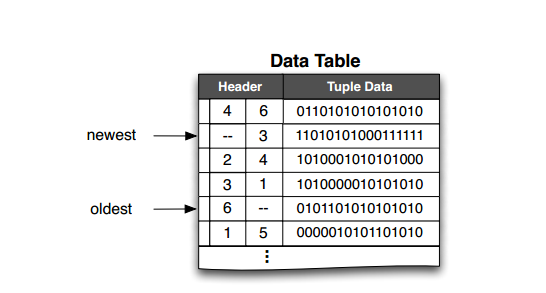 Data Table
Header Tuple Data
4 6 0110101010101010
newest -- 3 11010101000111111
2 4 1010001010101000
3 1 1010000010101010
oldest 6 -- 0101101010101010
1 5 0000010101101010
⋮